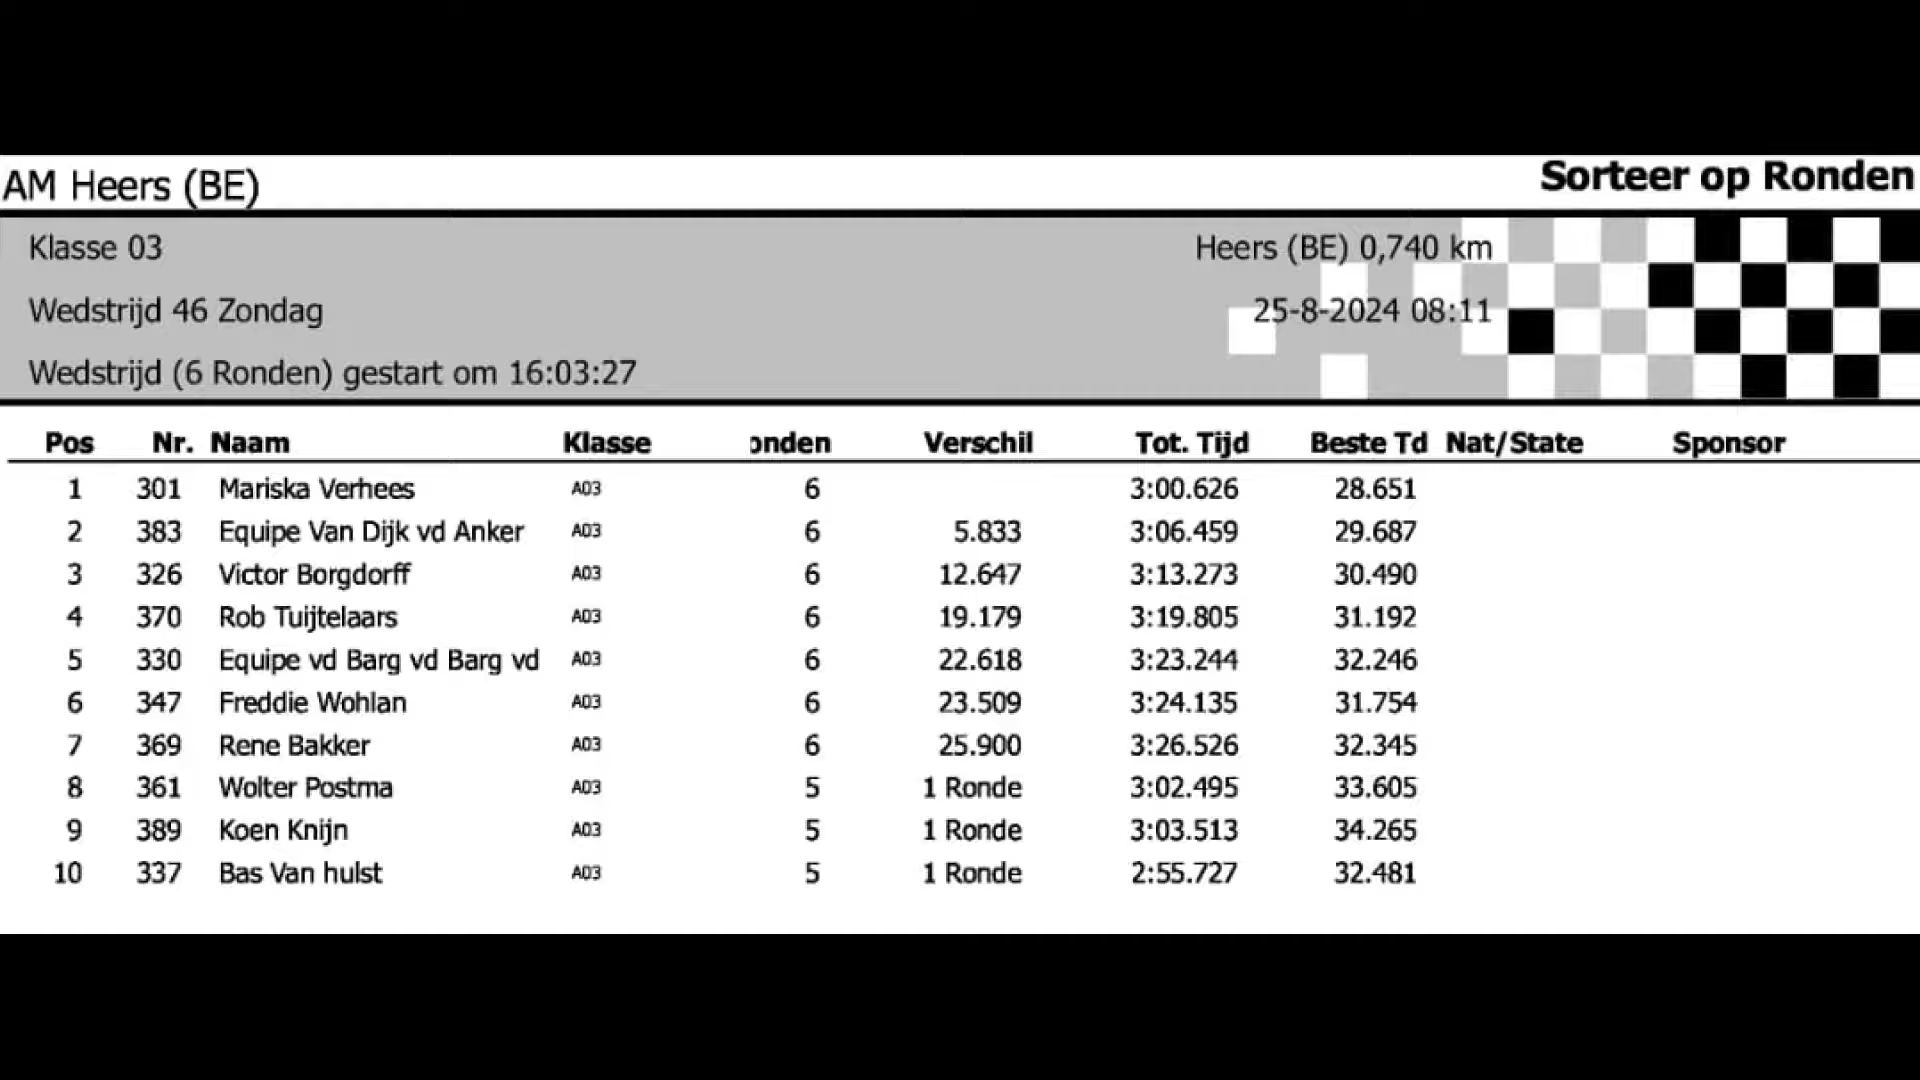 AM Heers (BE)
Sorteer op Ronden
Klasse 03
Heers (BE) 0,740 km
Wedstrijd 46 Zondag
25-8-2024 08:11
Wedstrijd (6 Ronden) gestart om 16:03:27
Pos Nr. Naam Klasse onden Verschil Tot. Tijd Beste Td Nat/State Sponsor
1 301 Mariska Verhees A03 6 3:00.626 28.651
2 383 Equipe Van Dijk vd Anker A03 6 5.833 3:06.459 29.687
3 326 Victor Borgdorff A03 6 12.647 3:13.273 30.490
4 370 Rob Tuijtelaars A03 6 19.179 3:19.805 31.192
5 330 Equipe vd Barg vd Barg vd A03 6 22.618 3:23.244 32.246
6 347 Freddie Wohlan A03 6 23.509 3:24.135 31.754
7 369 Rene Bakker A03 6 25.900 3:26.526 32.345
8 361 Wolter Postma A03 5 1 Ronde 3:02.495 33.605
9 389 Koen Knijn A03 5 1 Ronde 3:03.513 34.265
10 337 Bas Van hulst A03 5 1 Ronde 2:55.727 32.481